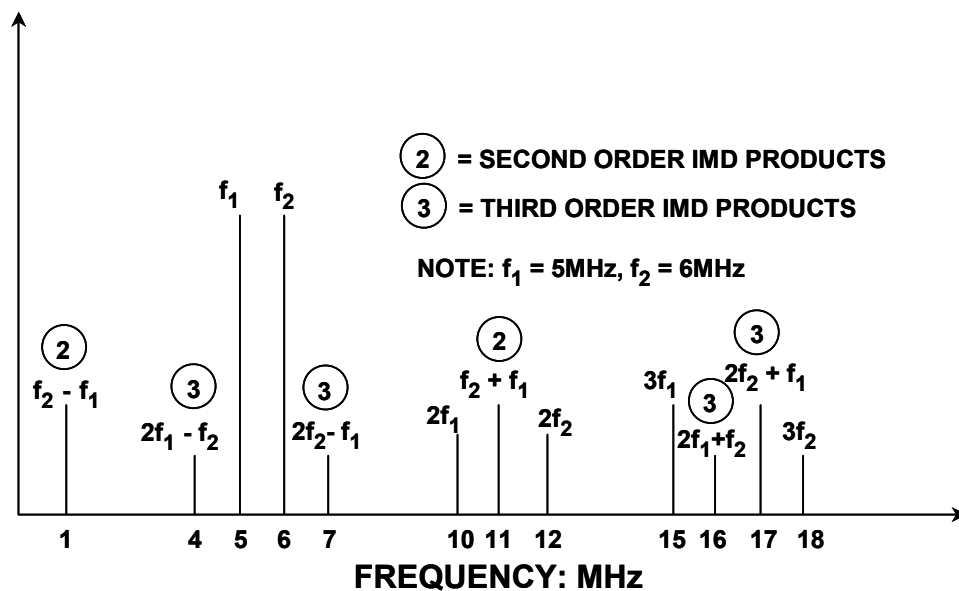 ② = SECOND ORDER IMD PRODUCTS
③ = THIRD ORDER IMD PRODUCTS
NOTE: f₁ = 5MHz, f₂ = 6MHz
f₁ f₂
②
f₂ - f₁
③
2f₁ - f₂
③
2f₂- f₁
2f₁
②
f₂ + f₁
2f₂
3f₁
③
2f₁+f₂
③
2f₂ + f₁
3f₂
1 4 5 6 7 10 11 12 15 16 17 18
FREQUENCY: MHz